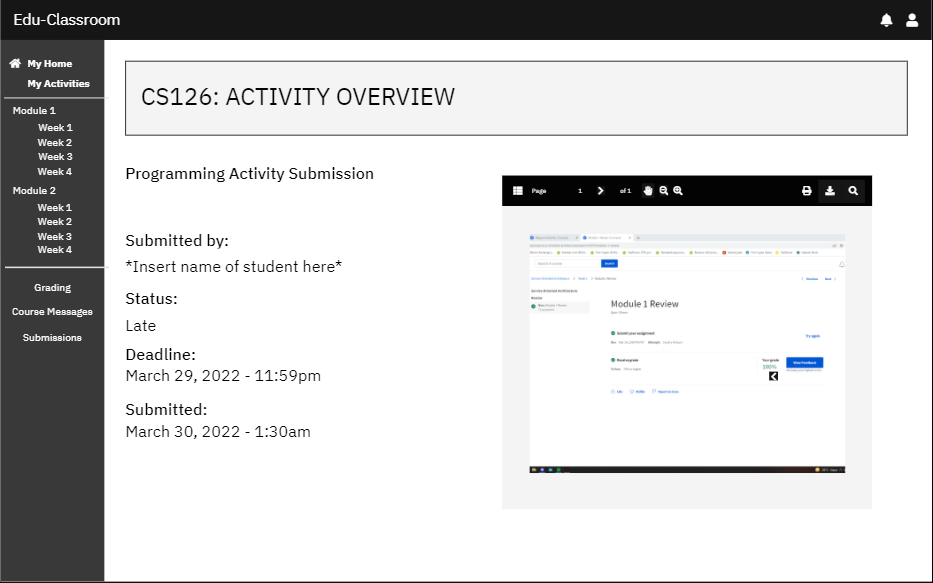 Edu-Classroom
My Home
My Activities
Module 1
Week 1
Week 2
Week 3
Week 4
Module 2
Week 1
Week 2
Week 3
Week 4
Grading
Course Messages
Submissions
CS126: ACTIVITY OVERVIEW
Programming Activity Submission
Submitted by:
*Insert name of student here*
Status:
Late
Deadline:
March 29, 2022 - 11:59pm
Submitted:
March 30, 2022 - 1:30am
Page 1 of 1
Module 1 Review
Submit your assignment
Try again
Receive grade
Your grade
100%
View Feedback